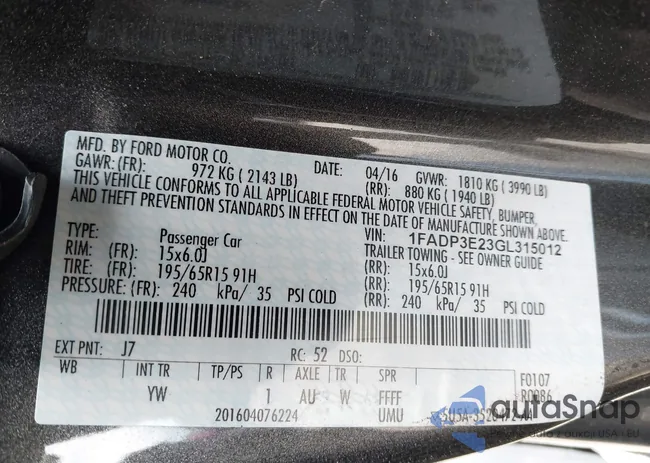 MFD. BY FORD MOTOR CO. DATE: 04/16 GVWR: 1810 KG ( 3990 LB)
GAWR: (FR): 972 KG ( 2143 LB) (RR): 880 KG ( 1940 LB)
THIS VEHICLE CONFORMS TO ALL APPLICABLE FEDERAL MOTOR VEHICLE SAFETY, BUMPER,
AND THEFT PREVENTION STANDARDS IN EFFECT ON THE DATE OF MANUFACTURE SHOWN ABOVE.
VIN: 1FADP3E23GL315012
TYPE: Passenger Car TRAILER TOWING - SEE OWNER GUIDE
RIM: (FR): 15x6.0J (RR): 15x6.0J
TIRE: (FR): 195/65R15 91H (RR): 195/65R15 91H
PRESSURE: (FR): 240 kPa/ 35 PSI COLD (RR): 240 kPa/ 35 PSI COLD
EXT PNT: J7 RC: 52 DSO:
WB INT TR TP/PS R AXLE TR SPR F0107
YW 1 AU W FFFF R0086
201604076224 UMU
autoSnap